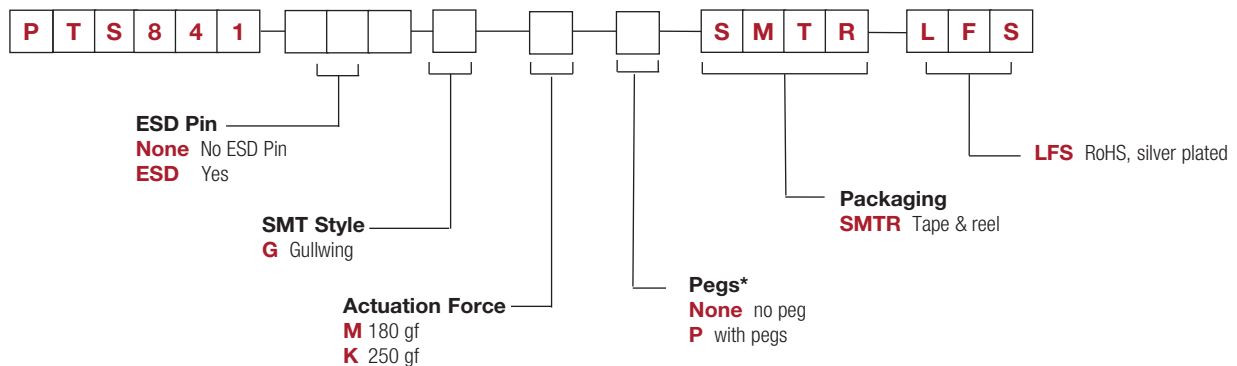 P T S 8 4 1 S M T R L F S
ESD Pin
None No ESD Pin
ESD Yes
SMT Style
G Gullwing
Actuation Force
M 180 gf
K 250 gf
Pegs*
None no peg
P with pegs
Packaging
SMTR Tape & reel
LFS RoHS, silver plated